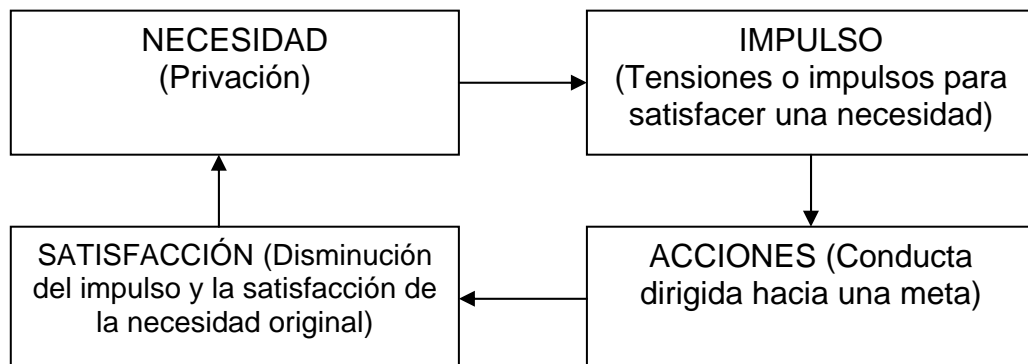 NECESIDAD
(Privación)
IMPULSO
(Tensiones o impulsos para
satisfacer una necesidad)
SATISFACCIÓN (Disminución
del impulso y la satisfacción de
la necesidad original)
ACCIONES (Conducta
dirigida hacia una meta)